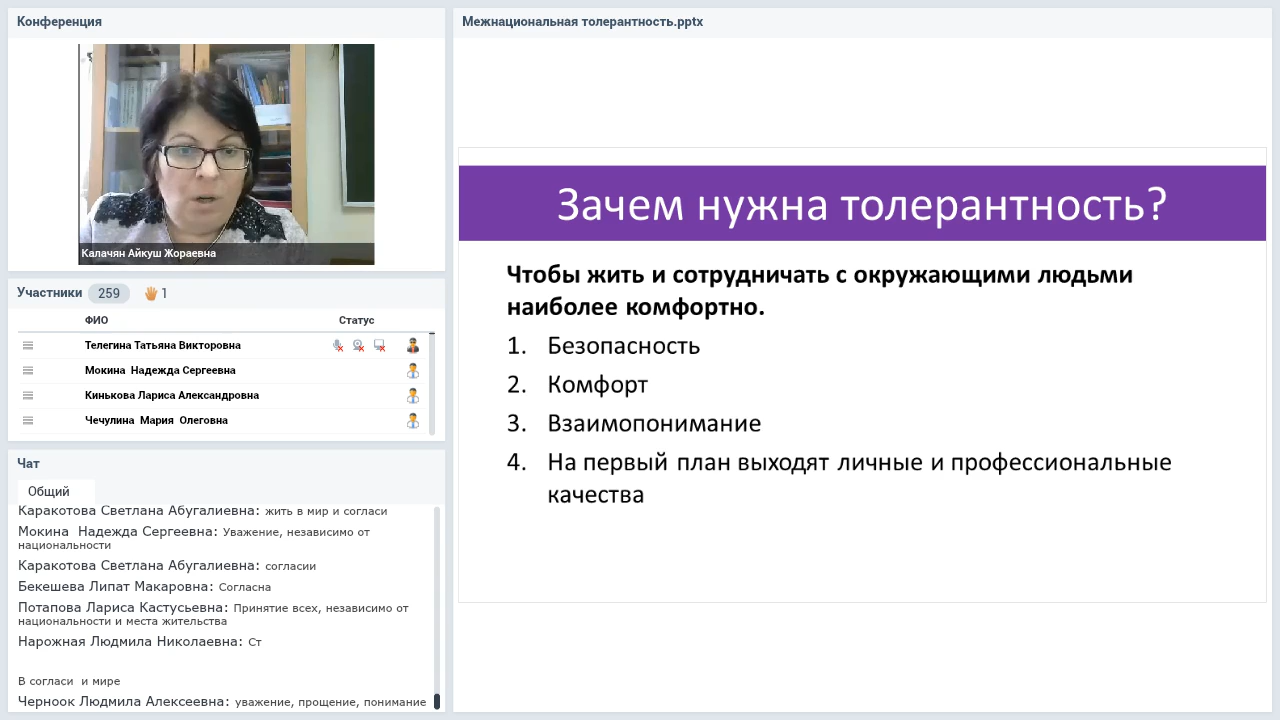 Конференция
Калачян Айкуш Жораевна
Участники 259 1
ФИО Статус
Телегина Татьяна Викторовна
Мокина Надежда Сергеевна
Кинькова Лариса Александровна
Чечулина Мария Олеговна
Чат
Общий
Каракотова Светлана Абугалиевна: жить в мир и согласи
Мокина Надежда Сергеевна: Уважение, независимо от
национальности
Каракотова Светлана Абугалиевна: согласии
Бекешева Липат Макаровна: Согласна
Потапова Лариса Кастусьевна: Принятие всех, независимо от
национальности и места жительства
Нарожная Людмила Николаевна: Ст
В согласи и мире
Черноок Людмила Алексеевна: уважение, прощение, понимание
Межнациональная толерантность.pptx
Зачем нужна толерантность?
Чтобы жить и сотрудничать с окружающими людьми
наиболее комфортно.
1. Безопасность
2. Комфорт
3. Взаимопонимание
4. На первый план выходят личные и профессиональные
качества